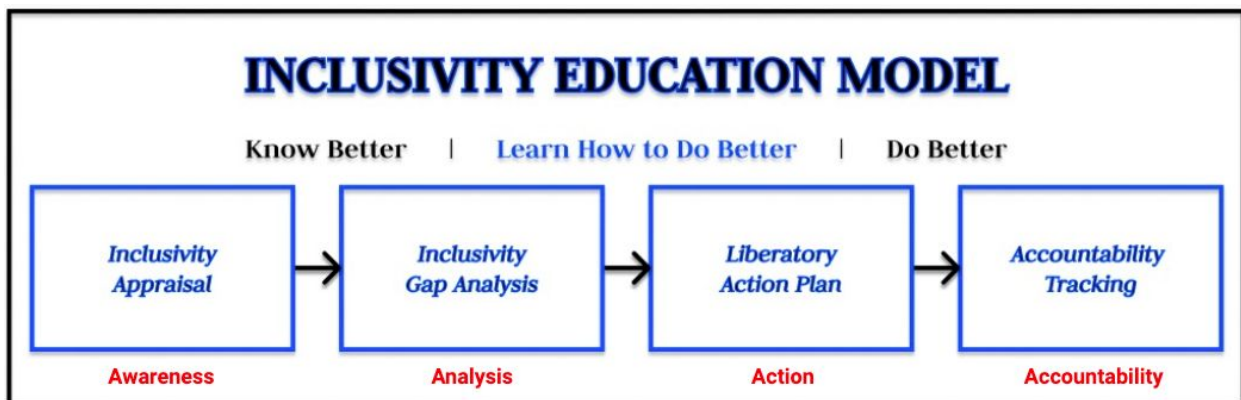 INCLUSIVITY EDUCATION MODEL
Know Better | Learn How to Do Better | Do Better
Inclusivity
Appraisal
Inclusivity
Gap Analysis
Liberatory
Action Plan
Accountability
Tracking
Awareness
Analysis
Action
Accountability